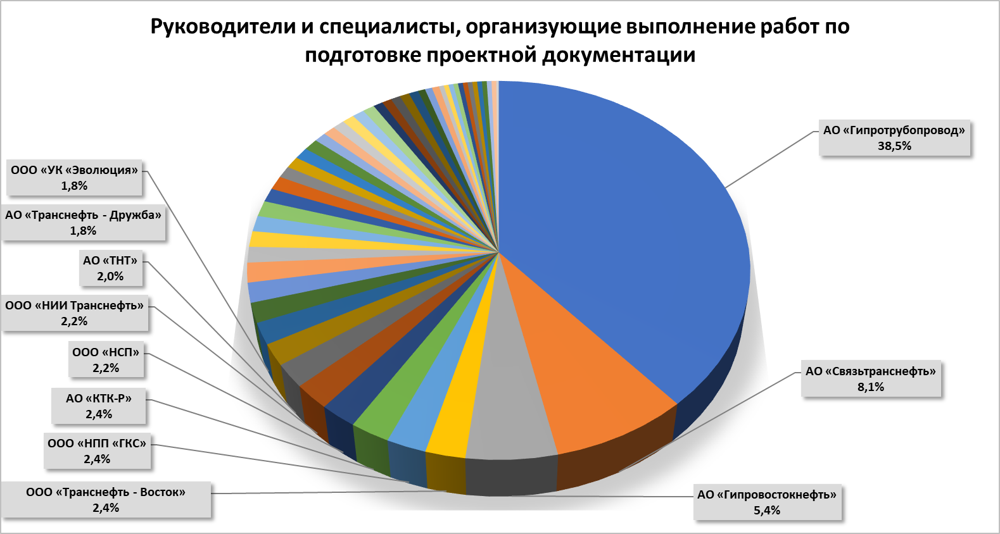 Руководители и специалисты, организующие выполнение работ по
подготовке проектной документации
АО «Гипротрубопровод»
38,5%
АО «Связьтранснефть»
8,1%
АО «Гипровостокнефть»
5,4%
ООО «Транснефть - Восток»
2,4%
ООО «НПП «ГКС»
2,4%
АО «КТК-Р»
2,4%
ООО «НСП»
2,2%
ООО «НИИ Транснефть»
2,2%
АО «ТНТ»
2,0%
АО «Транснефть - Дружба»
1,8%
ООО «УК «Эволюция»
1,8%